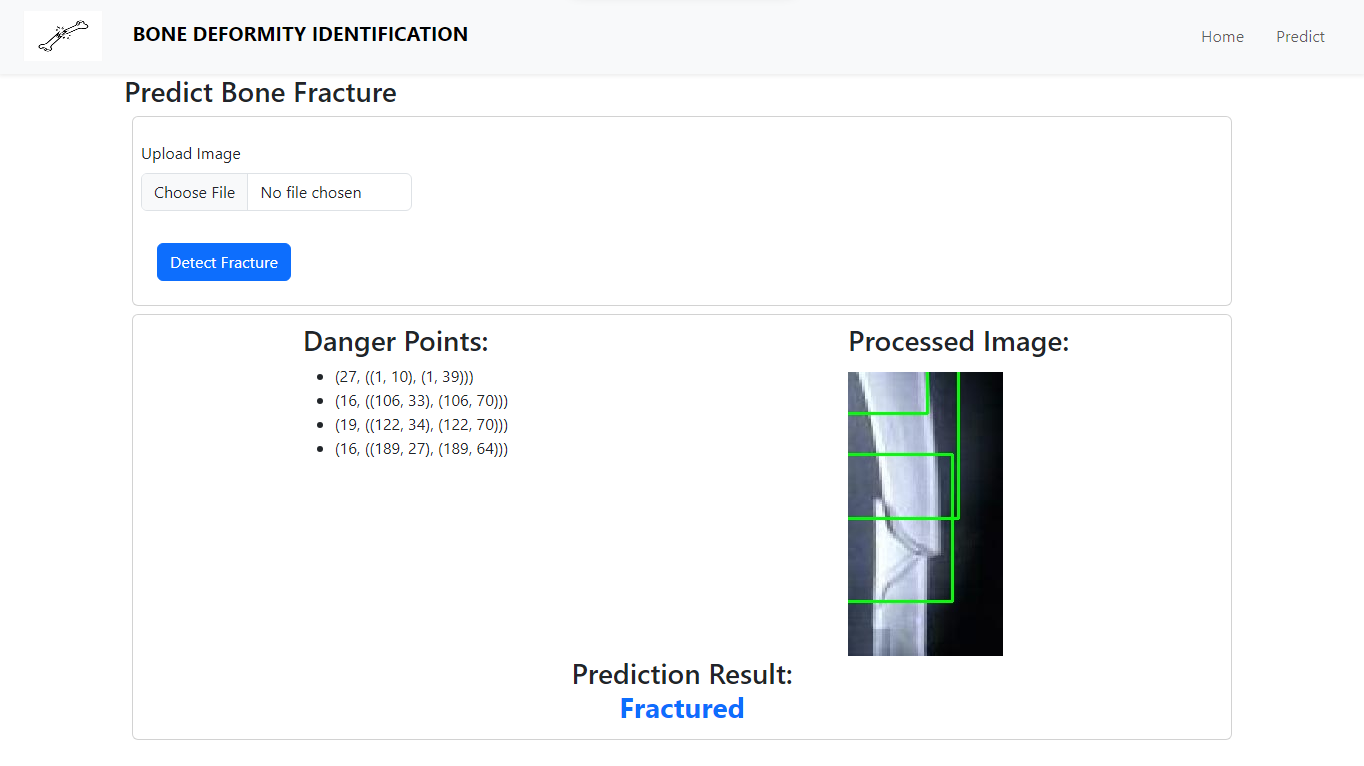 BONE DEFORMITY IDENTIFICATION
Home
Predict
Predict Bone Fracture
Upload Image
Choose File
No file chosen
Detect Fracture
Danger Points:
(27, ((1, 10), (1, 39)))
(16, ((106, 33), (106, 70)))
(19, ((122, 34), (122, 70)))
(16, ((189, 27), (189, 64)))
Processed Image:
Prediction Result:
Fractured